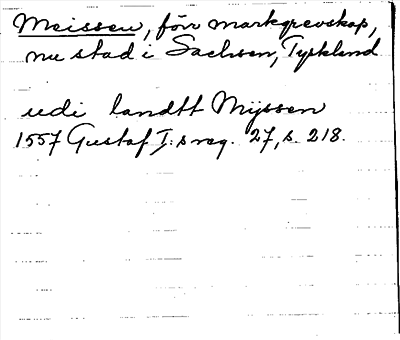 Meissen, förr markgrevskap,
nu stad i Sachsen, Tyskland
udi landtt Mijssen
1557 Gustaf I:s reg. 27, s. 218.